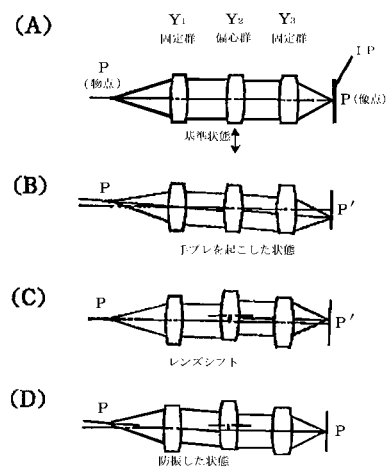 (A)
Y₁ Y₂ Y₃
固定群 偏心群 固定群
IP
P
(物点)
P(像点)
基準状態
(B)
P
P′
手ブレを起こした状態
(C)
P
P′
レンズシフト
(D)
P
P
防振した状態